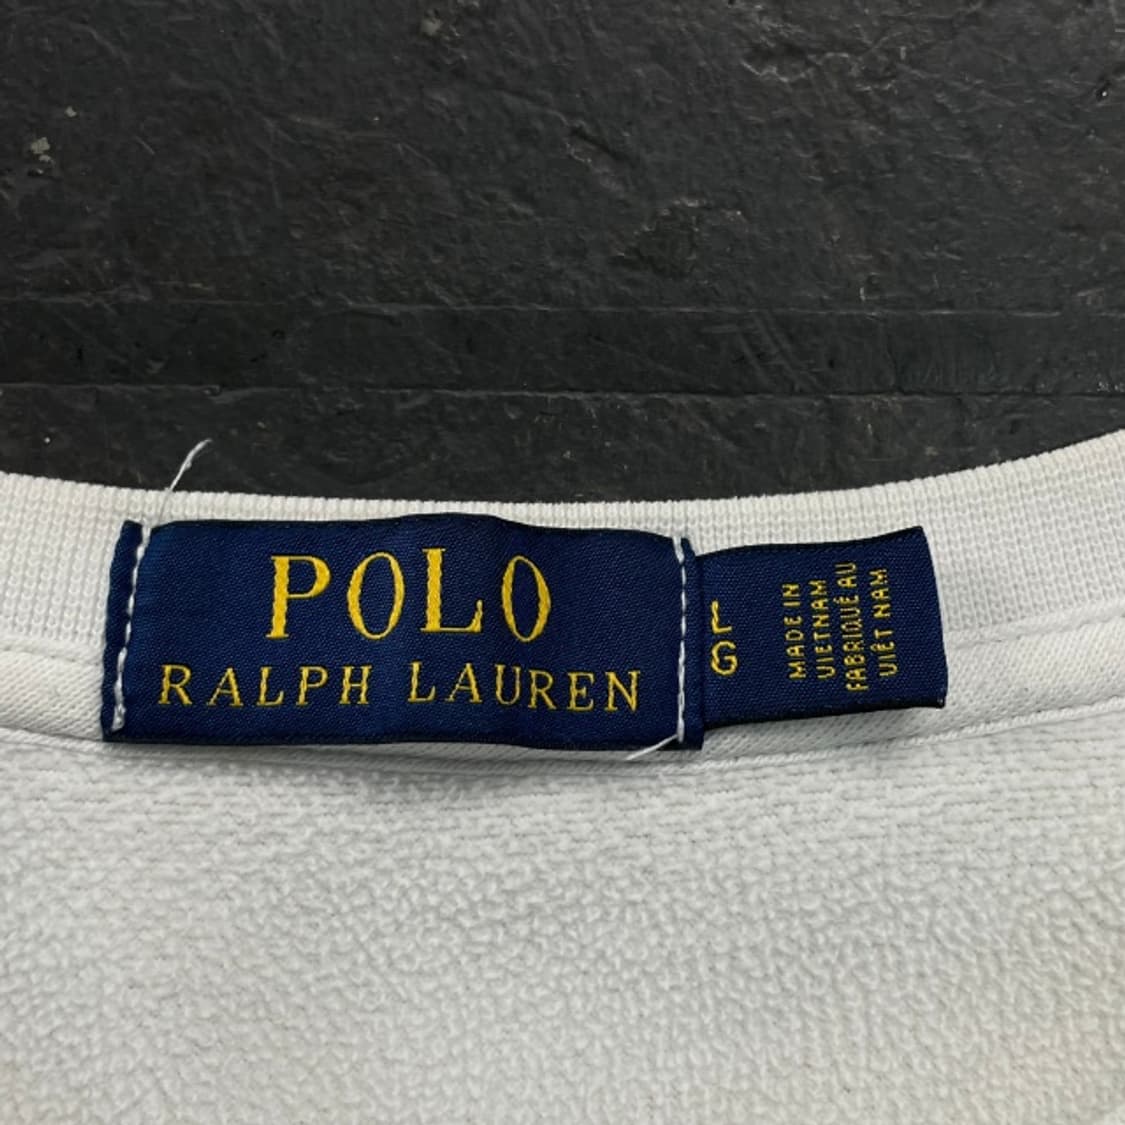 POLO
RALPH LAUREN
L
G
MADE IN
VIETNAM
FABRIQUÉ AU
VIÊT NAM